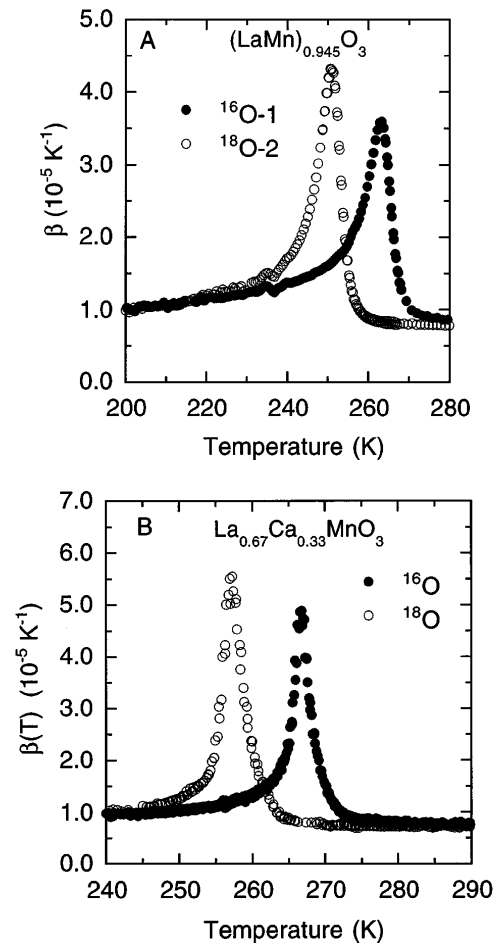 A
(LaMn)0.945O3
16O-1
18O-2
β (10-5 K-1)
5.0
4.0
3.0
2.0
1.0
0.0
200 220 240 260 280
Temperature (K)
B
La0.67Ca0.33MnO3
16O
18O
β(T) (10-5 K-1)
7.0
6.0
5.0
4.0
3.0
2.0
1.0
0.0
240 250 260 270 280 290
Temperature (K)